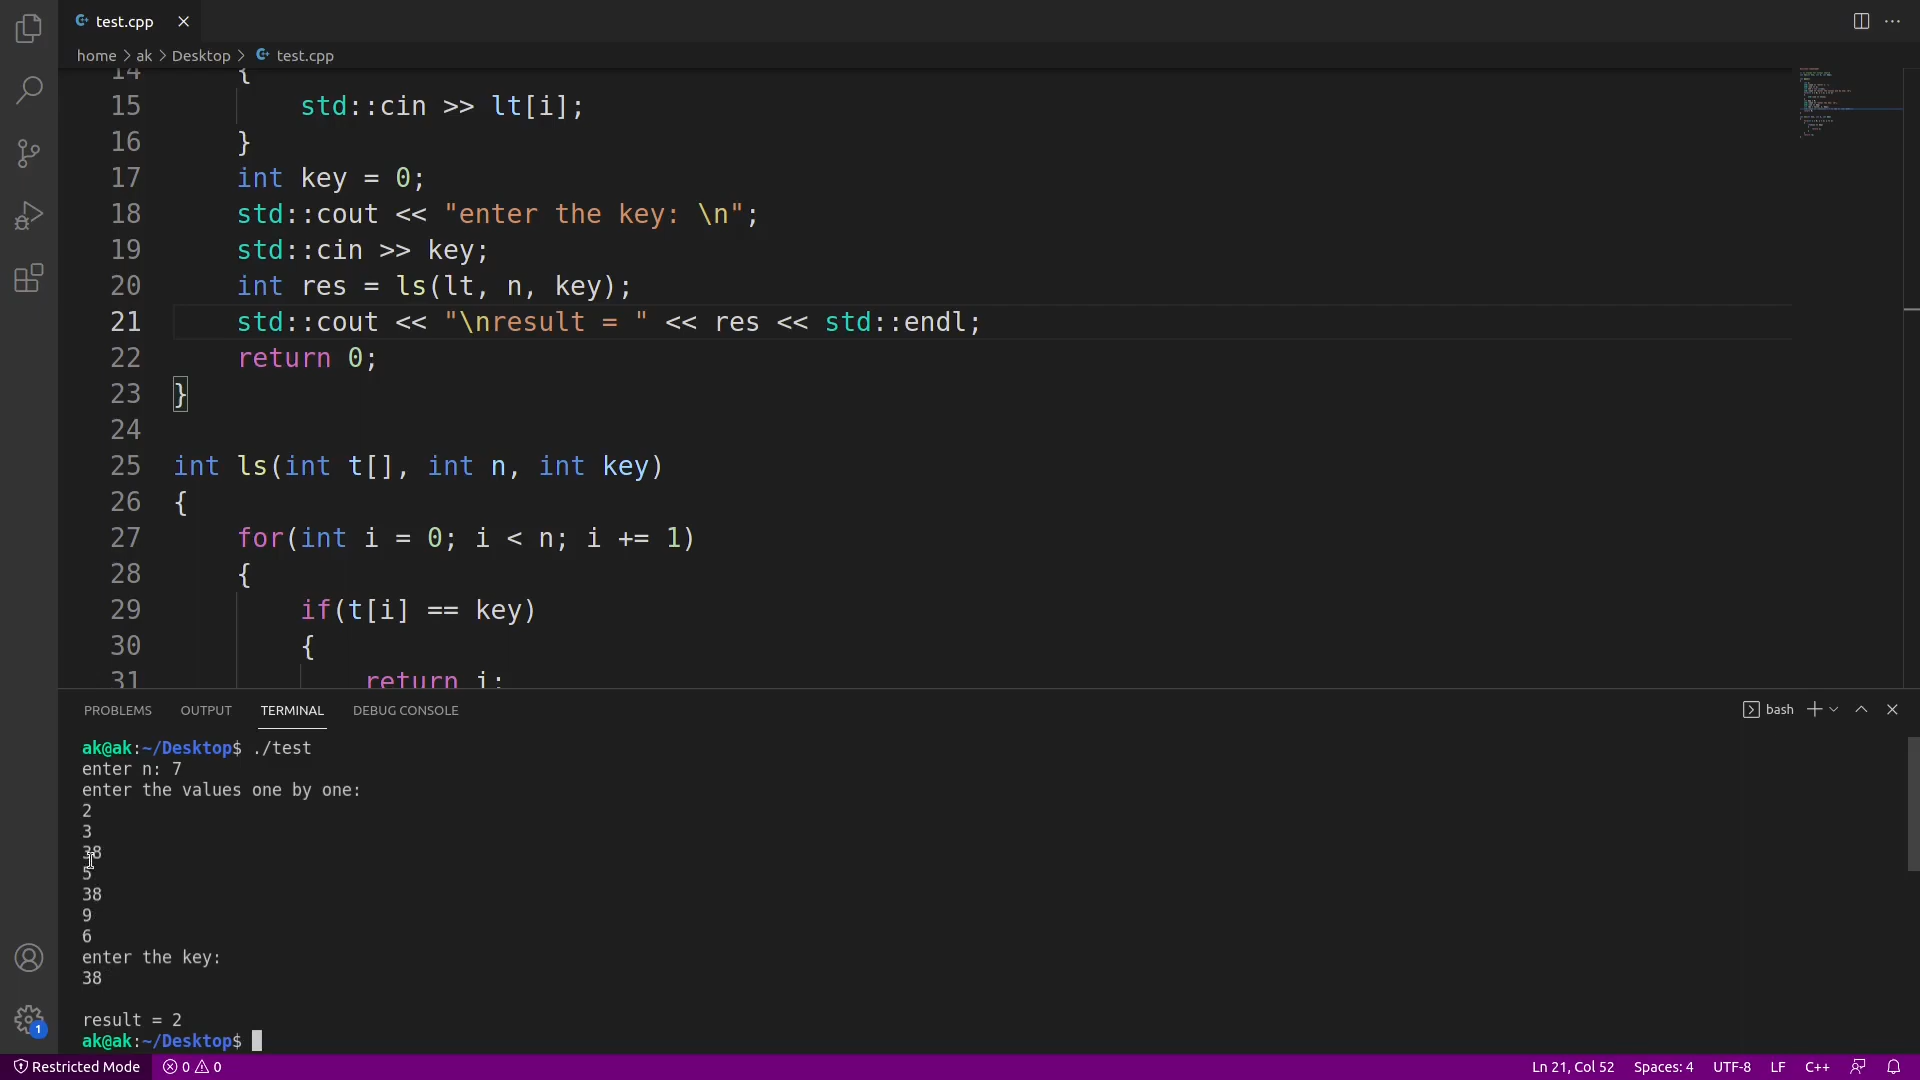 test.cpp
home > ak > Desktop > test.cpp
14 {
15 std::cin >> lt[i];
16 }
17 int key = 0;
18 std::cout << "enter the key: \n";
19 std::cin >> key;
20 int res = ls(lt, n, key);
21 std::cout << "\nresult = " << res << std::endl;
22 return 0;
23 }
24
25 int ls(int t[], int n, int key)
26 {
27 for(int i = 0; i < n; i += 1)
28 {
29 if(t[i] == key)
30 {
31 return i;
PROBLEMS OUTPUT TERMINAL DEBUG CONSOLE bash
ak@ak:~/Desktop$ ./test
enter n: 7
enter the values one by one:
2
3
38
5
38
9
6
enter the key:
38
result = 2
ak@ak:~/Desktop$
1
Restricted Mode 0 0 Ln 21, Col 52 Spaces: 4 UTF-8 LF C++